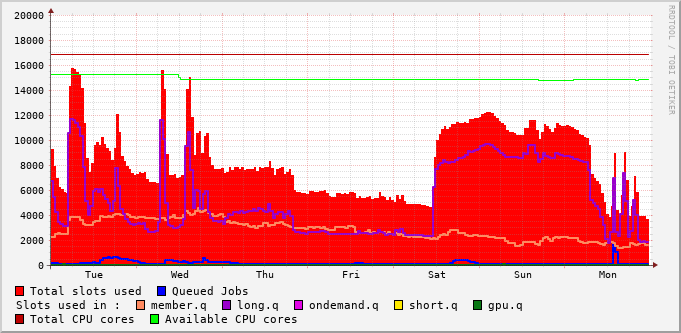 20000
18000
16000
14000
12000
10000
8000
6000
4000
2000
0
Tue Wed Thu Fri Sat Sun Mon
RRDTOOL / TOBI OETIKER
Total slots used Queued Jobs
Slots used in : member.q long.q ondemand.q short.q gpu.q
Total CPU cores Available CPU cores